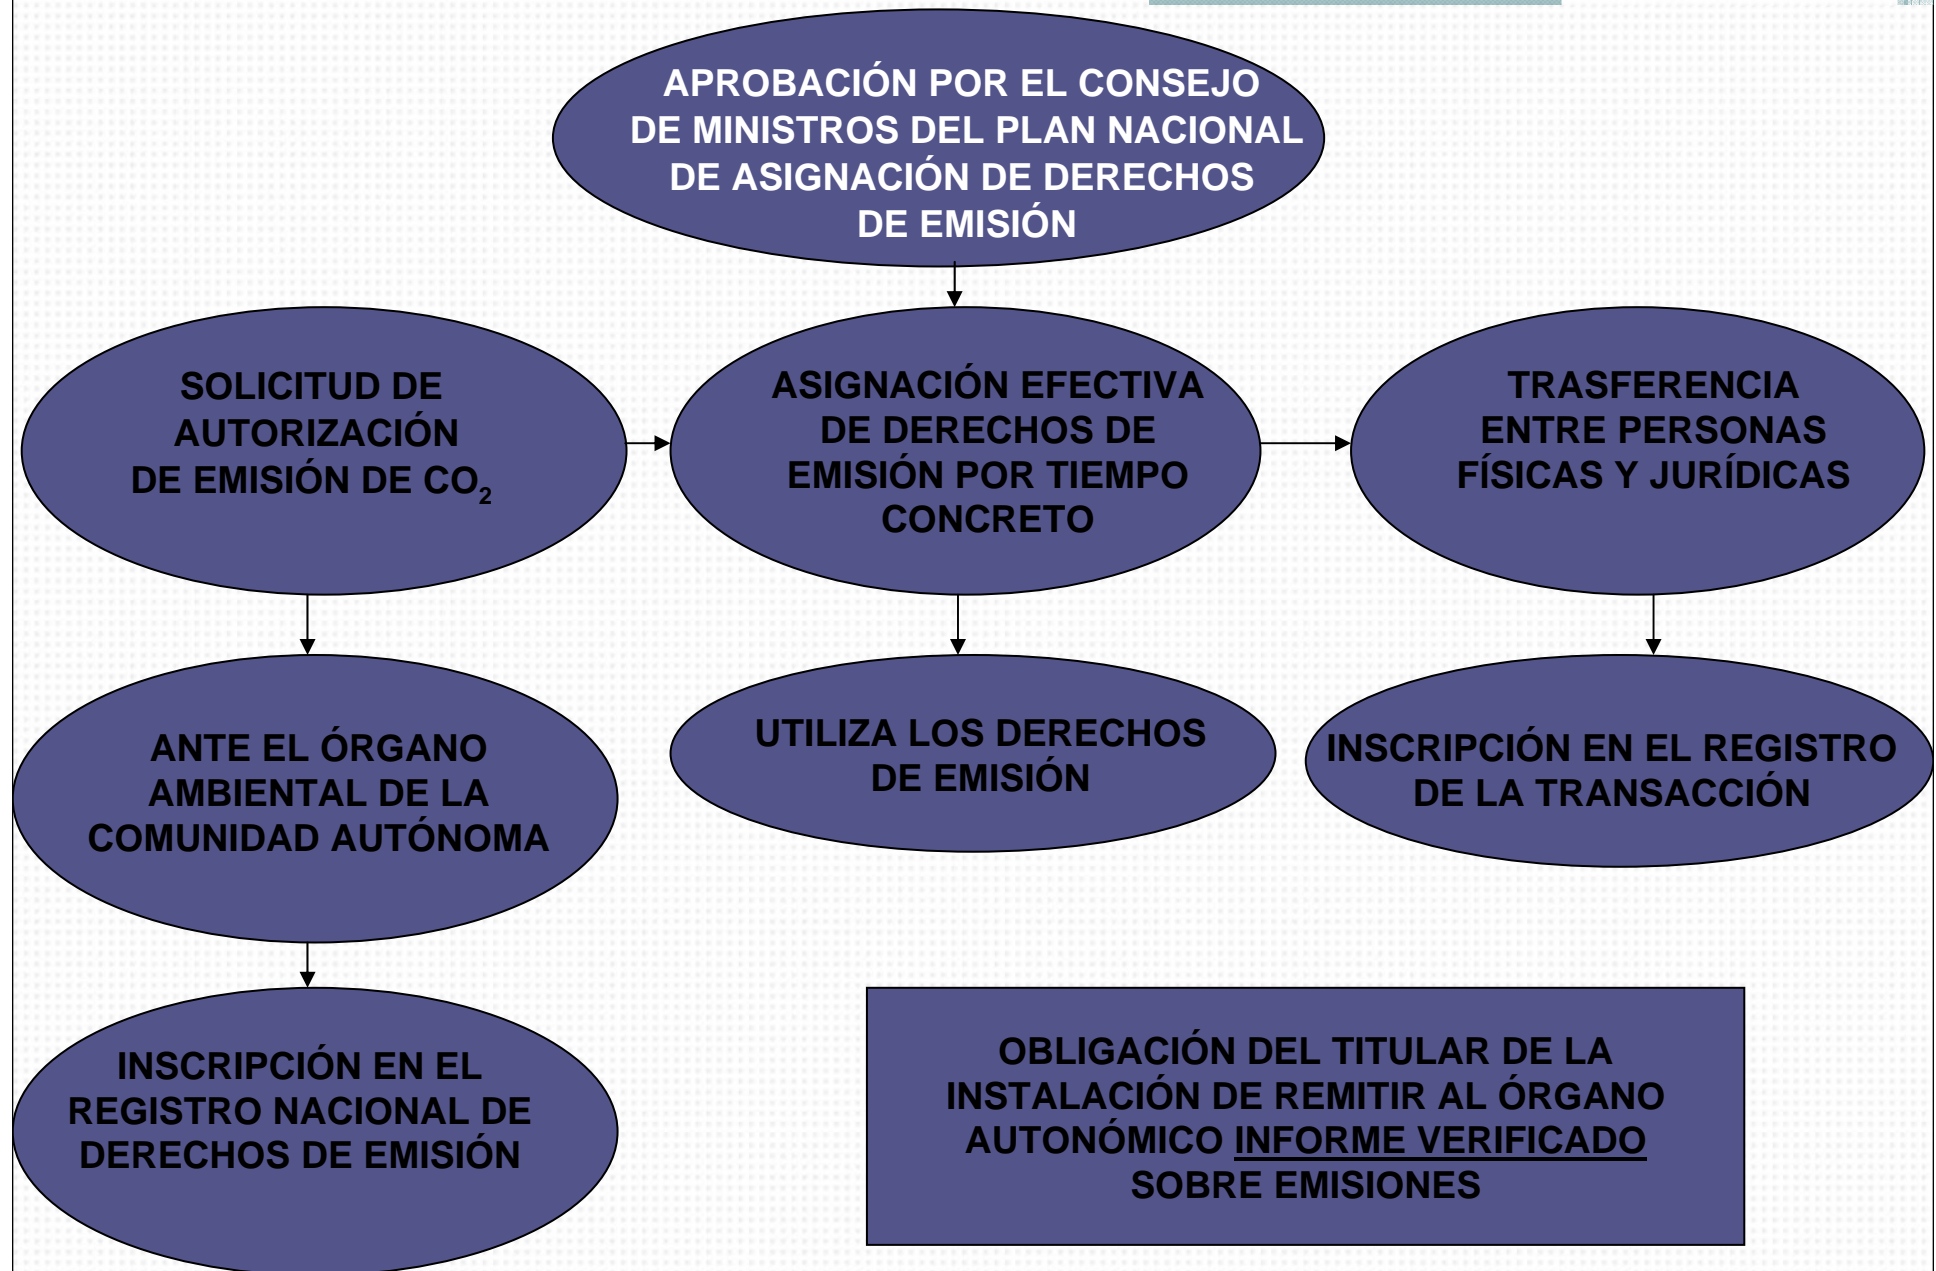 APROBACIÓN POR EL CONSEJO
DE MINISTROS DEL PLAN NACIONAL
DE ASIGNACIÓN DE DERECHOS
DE EMISIÓN
SOLICITUD DE
AUTORIZACIÓN
DE EMISIÓN DE CO₂
ASIGNACIÓN EFECTIVA
DE DERECHOS DE
EMISIÓN POR TIEMPO
CONCRETO
TRASFERENCIA
ENTRE PERSONAS
FÍSICAS Y JURÍDICAS
ANTE EL ÓRGANO
AMBIENTAL DE LA
COMUNIDAD AUTÓNOMA
UTILIZA LOS DERECHOS
DE EMISIÓN
INSCRIPCIÓN EN EL REGISTRO
DE LA TRANSACCIÓN
INSCRIPCIÓN EN EL
REGISTRO NACIONAL DE
DERECHOS DE EMISIÓN
OBLIGACIÓN DEL TITULAR DE LA
INSTALACIÓN DE REMITIR AL ÓRGANO
AUTONÓMICO INFORME VERIFICADO
SOBRE EMISIONES